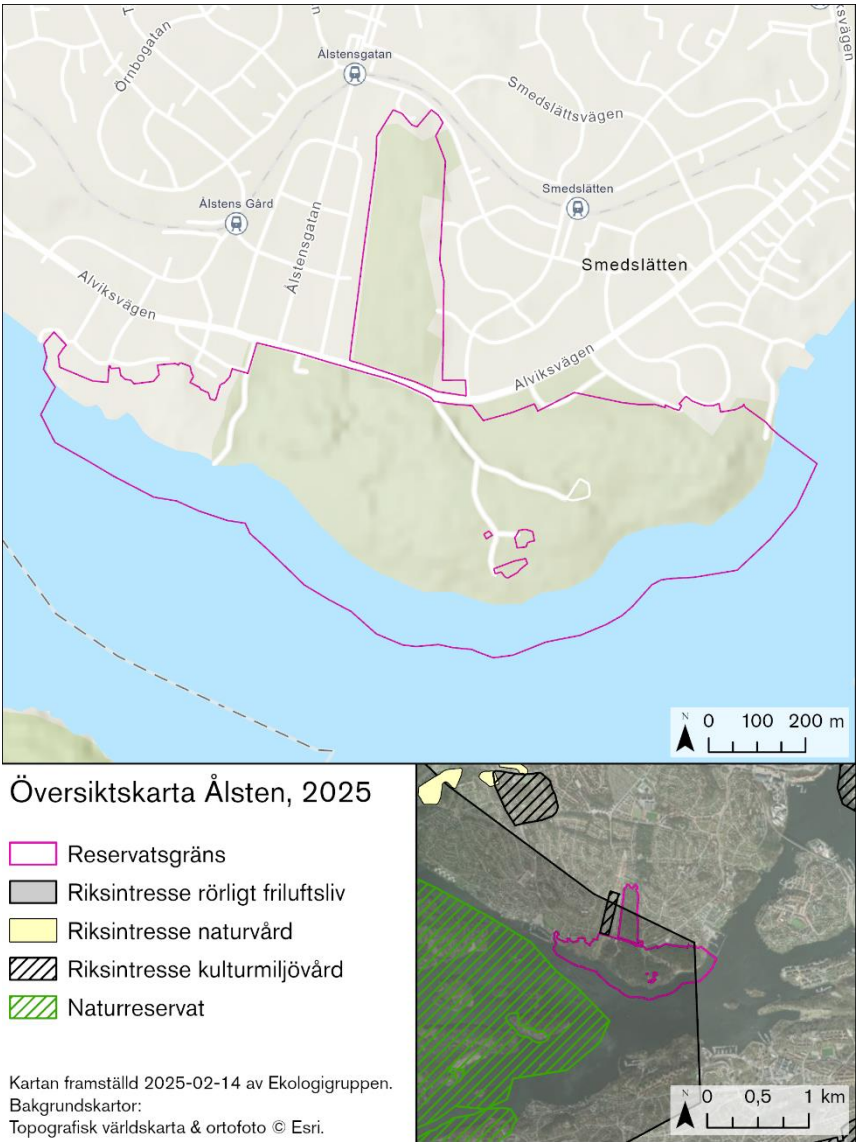 Örnbogatan
Ålstensgatan
Smedslättsvägen
Ålstens Gård
Ålstensgatan
Smedslätten
Smedslätten
Alviksvägen
Alviksvägen
N
0 100 200 m
Översiktskarta Ålsten, 2025
Reservatsgräns
Riksintresse rörligt friluftsliv
Riksintresse naturvård
Riksintresse kulturmiljövård
Naturreservat
Kartan framställd 2025-02-14 av Ekologigruppen.
Bakgrundskartor:
Topografisk världskarta & ortofoto © Esri.
N
0 0,5 1 km